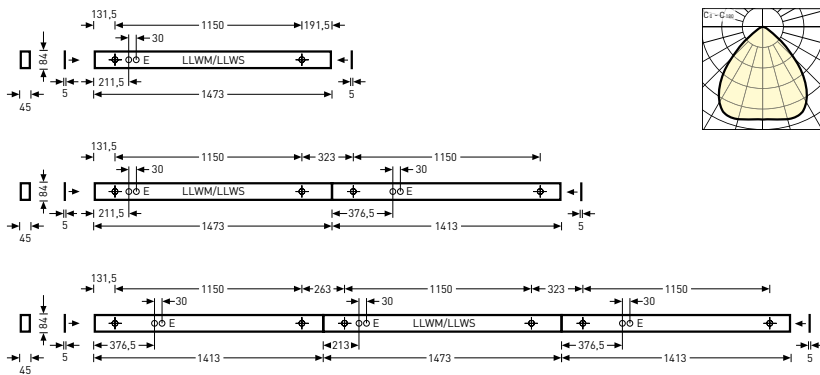 131,5 1150 191,5
30
84 E LLWM/LLWS
5 211,5 5
45 1473
C0 - C180
131,5 1150 323 1150
30 30
84 E LLWM/LLWS E
5 211,5 376,5 5
45 1473 1413
131,5 1150 263 1150 323 1150
30 30 30
84 E E LLWM/LLWS E
5 376,5 213 376,5 5
45 1413 1473 1413